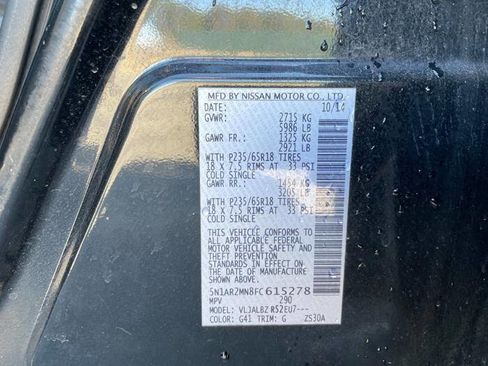 MFD BY NISSAN MOTOR CO., LTD.
DATE: 10/14
GVWR: 2715 KG
5986 LB
GAWR FR: 1325 KG
2921 LB
WITH P235/65R18 TIRES
18 X 7.5 RIMS AT 33 PSI
COLD SINGLE
GAWR RR: 1454 KG
3205 LB
WITH P235/65R18 TIRES
18 X 7.5 RIMS AT 33 PSI
COLD SINGLE
THIS VEHICLE CONFORMS TO
ALL APPLICABLE FEDERAL
MOTOR VEHICLE SAFETY AND
THEFT PREVENTION
STANDARDS IN EFFECT ON
THE DATE OF MANUFACTURE
SHOWN ABOVE.
5N1AR2MN8FC615278
MPV 290
MODEL: VLJALBZ R52EU7---
COLOR: G41 TRIM: G ZS30A